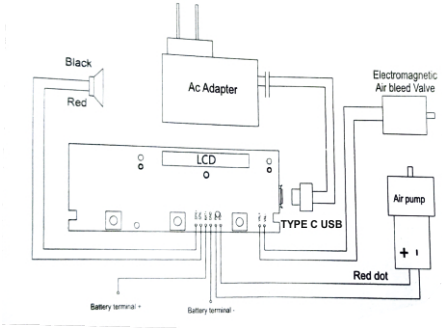 Black
Red
Ac Adapter
Electromagnetic
Air bleed Valve
LCD
TYPE C USB
Air pump
+ -
Red dot
Battery terminal +
Battery terminal -